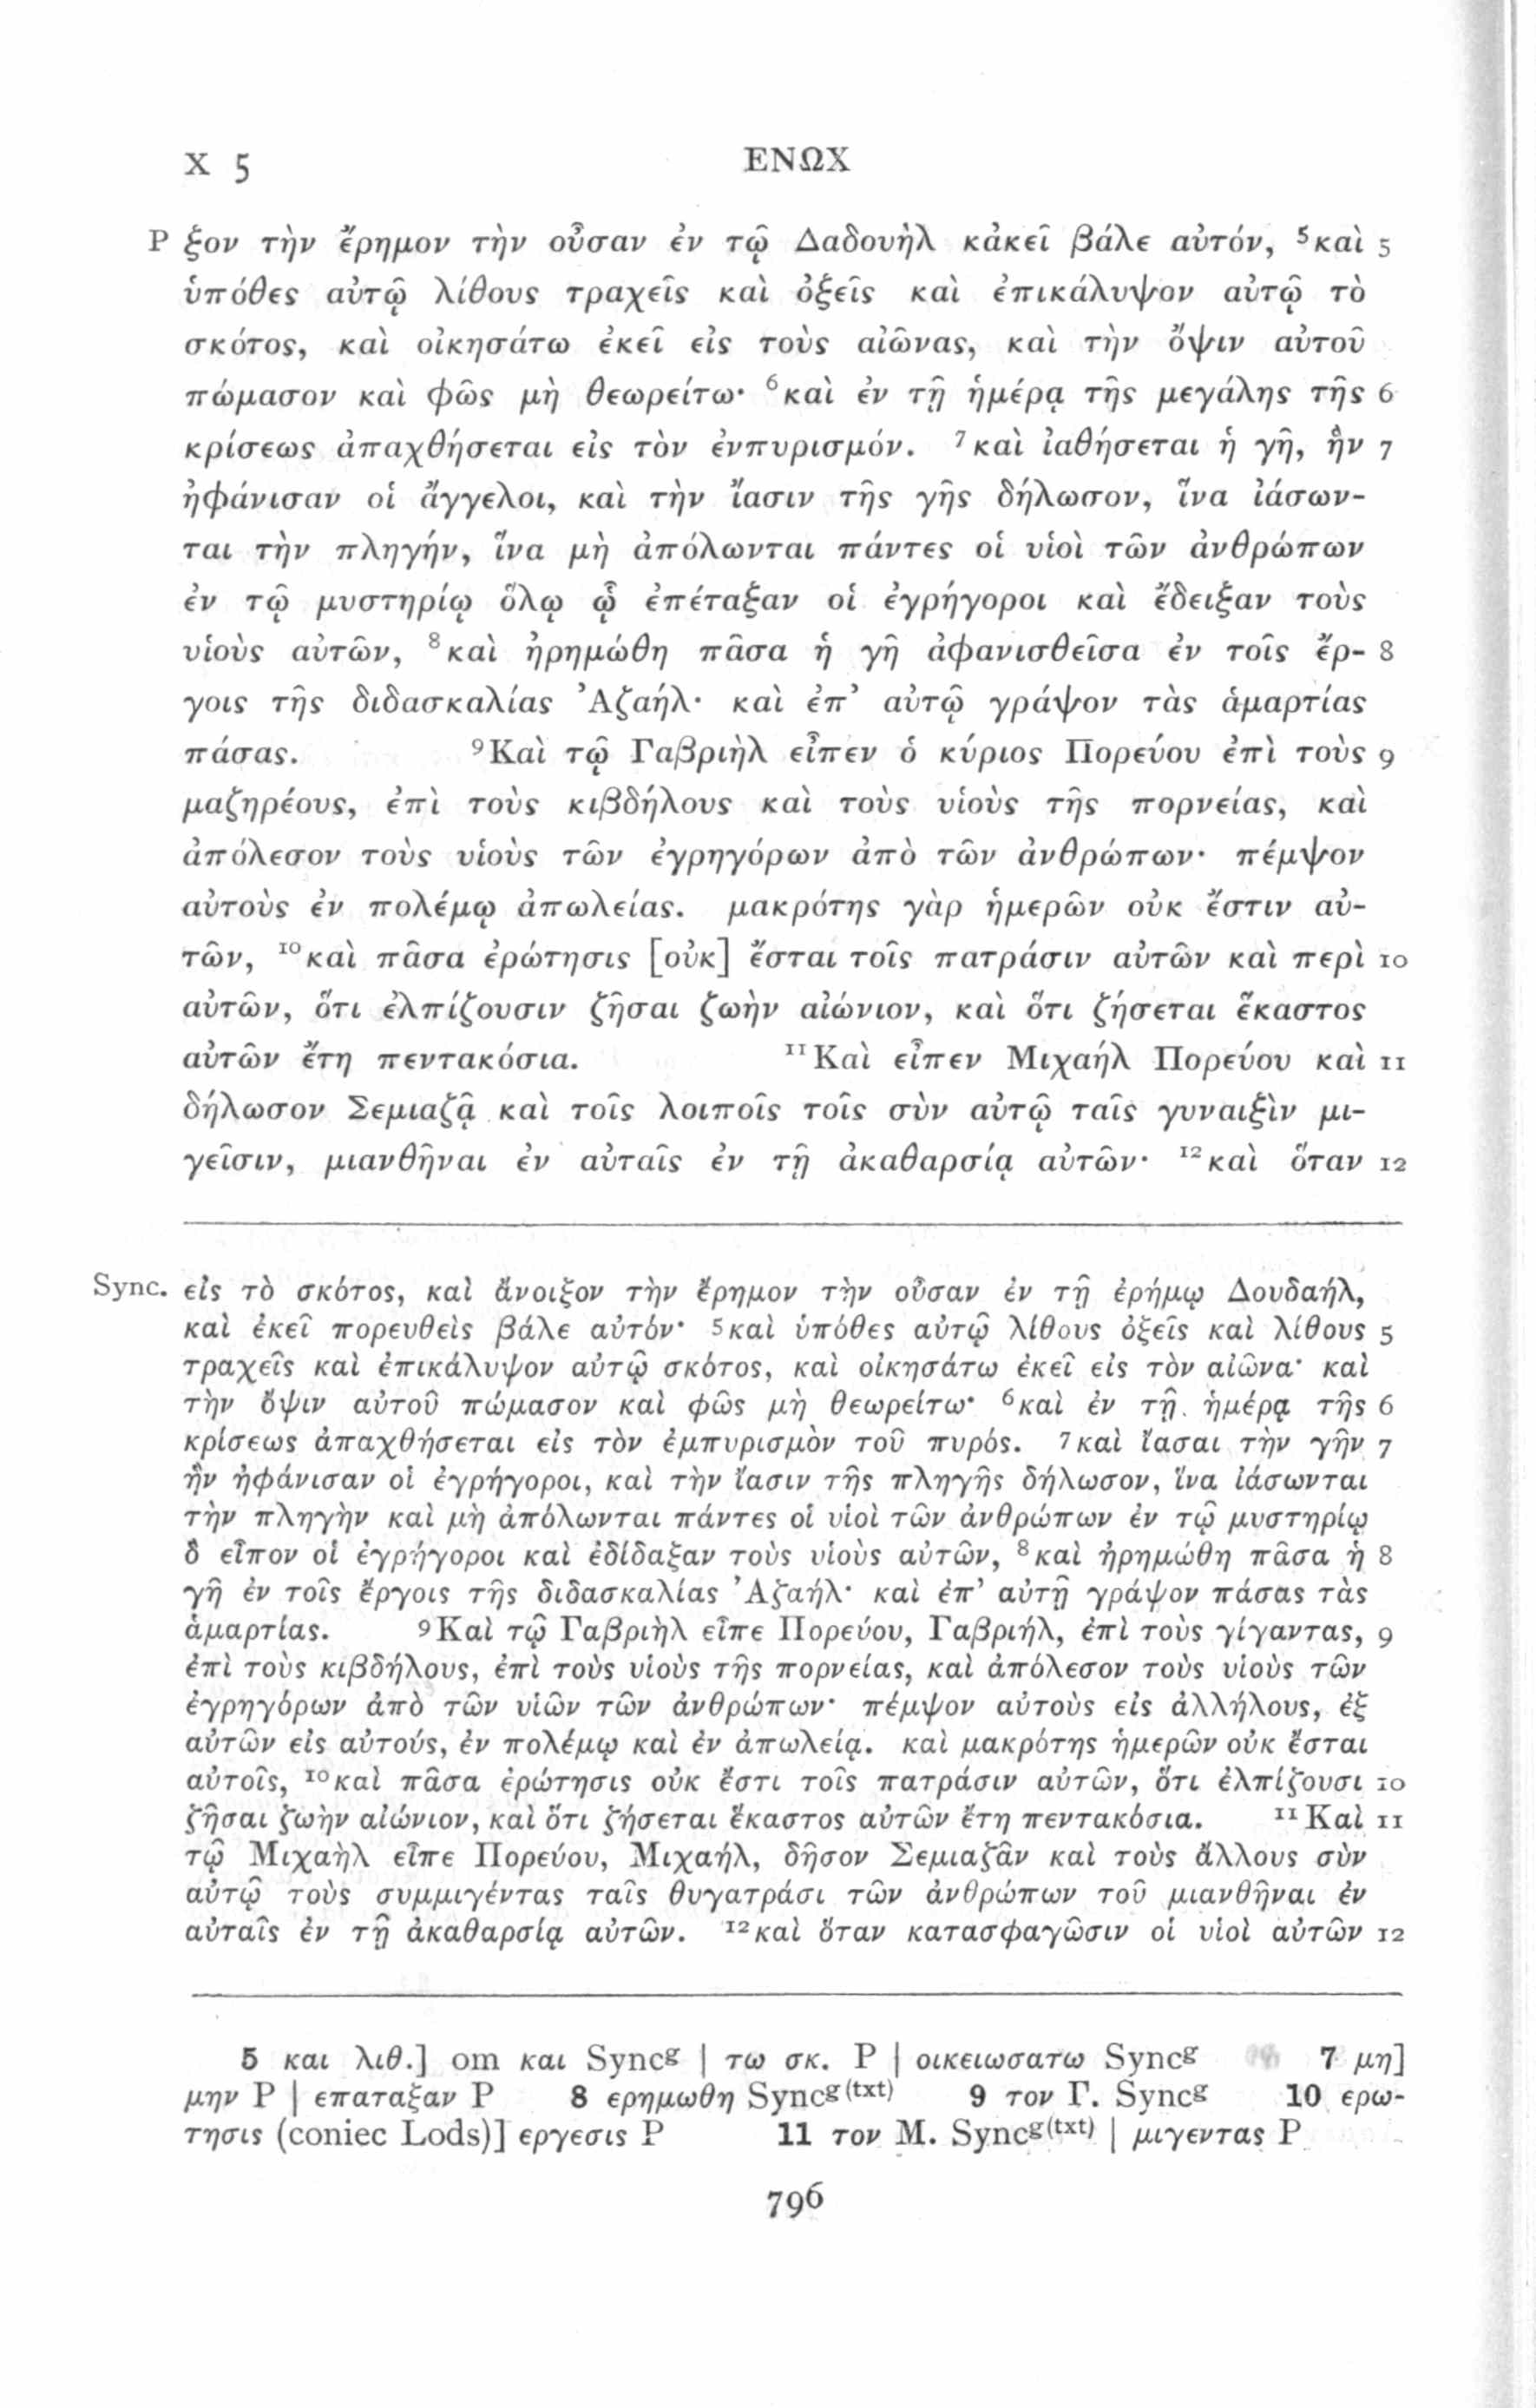 X 5 ΕΝΩΧ
P ξον τὴν ἔρημον τὴν οὖσαν ἐν τῷ Δαδουὴλ κἀκεῖ βάλε αὐτόν, ⁵καὶ 5
ὑπόθες αὐτῷ λίθους τραχεῖς καὶ ὀξεῖς καὶ ἐπικάλυψον αὐτῷ τὸ
σκότος, καὶ οἰκησάτω ἐκεῖ εἰς τοὺς αἰῶνας, καὶ τὴν ὄψιν αὐτοῦ
πώμασον καὶ φῶς μὴ θεωρείτω· ⁶καὶ ἐν τῇ ἡμέρᾳ τῆς μεγάλης τῆς 6
κρίσεως ἀπαχθήσεται εἰς τὸν ἐνπυρισμόν. ⁷καὶ ἰαθήσεται ἡ γῆ, ἣν 7
ἠφάνισαν οἱ ἄγγελοι, καὶ τὴν ἴασιν τῆς γῆς δήλωσον, ἵνα ἰάσων-
ται τὴν πληγήν, ἵνα μὴ ἀπόλωνται πάντες οἱ υἱοὶ τῶν ἀνθρώπων
ἐν τῷ μυστηρίῳ ὅλῳ ᾧ ἐπέταξαν οἱ ἐγρήγοροι καὶ ἔδειξαν τοὺς
υἱοὺς αὐτῶν, ⁸καὶ ἠρημώθη πᾶσα ἡ γῆ ἀφανισθεῖσα ἐν τοῖς ἔρ- 8
γοις τῆς διδασκαλίας Ἀζαήλ· καὶ ἐπ’ αὐτῷ γράψον τὰς ἁμαρτίας
πάσας. ⁹Καὶ τῷ Γαβριὴλ εἶπεν ὁ κύριος Πορεύου ἐπὶ τοὺς 9
μαζηρέους, ἐπὶ τοὺς κιβδήλους καὶ τοὺς υἱοὺς τῆς πορνείας, καὶ
ἀπόλεσον τοὺς υἱοὺς τῶν ἐγρηγόρων ἀπὸ τῶν ἀνθρώπων· πέμψον
αὐτοὺς ἐν πολέμῳ ἀπωλείας. μακρότης γὰρ ἡμερῶν οὐκ ἔστιν αὐ-
τῶν, ¹⁰καὶ πᾶσα ἐρώτησις [οὐκ] ἔσται τοῖς πατράσιν αὐτῶν καὶ περὶ 10
αὐτῶν, ὅτι ἐλπίζουσιν ζῆσαι ζωὴν αἰώνιον, καὶ ὅτι ζήσεται ἕκαστος
αὐτῶν ἔτη πεντακόσια. ¹¹Καὶ εἶπεν Μιχαήλ Πορεύου καὶ 11
δήλωσον Σεμιαζᾷ καὶ τοῖς λοιποῖς τοῖς σὺν αὐτῷ ταῖς γυναιξὶν μι-
γεῖσιν, μιανθῆναι ἐν αὐταῖς ἐν τῇ ἀκαθαρσίᾳ αὐτῶν· ¹²καὶ ὅταν 12
Sync. εἰς τὸ σκότος, καὶ ἄνοιξον τὴν ἔρημον τὴν οὖσαν ἐν τῇ ἐρήμῳ Δουδαήλ,
καὶ ἐκεῖ πορευθεὶς βάλε αὐτόν· ⁵καὶ ὑπόθες αὐτῷ λίθους ὀξεῖς καὶ λίθους 5
τραχεῖς καὶ ἐπικάλυψον αὐτῷ σκότος, καὶ οἰκησάτω ἐκεῖ εἰς τὸν αἰῶνα· καὶ
τὴν ὄψιν αὐτοῦ πώμασον καὶ φῶς μὴ θεωρείτω· ⁶καὶ ἐν τῇ ἡμέρᾳ τῆς 6
κρίσεως ἀπαχθήσεται εἰς τὸν ἐμπυρισμὸν τοῦ πυρός. ⁷καὶ ἴασαι τὴν γῆν 7
ἣν ἠφάνισαν οἱ ἐγρήγοροι, καὶ τὴν ἴασιν τῆς πληγῆς δήλωσον, ἵνα ἰάσωνται
τὴν πληγὴν καὶ μὴ ἀπόλωνται πάντες οἱ υἱοὶ τῶν ἀνθρώπων ἐν τῷ μυστηρίῳ
ὃ εἶπον οἱ ἐγρήγοροι καὶ ἐδίδαξαν τοὺς υἱοὺς αὐτῶν, ⁸καὶ ἠρημώθη πᾶσα ἡ 8
γῆ ἐν τοῖς ἔργοις τῆς διδασκαλίας Ἀζαήλ· καὶ ἐπ’ αὐτῇ γράψον πάσας τὰς
ἁμαρτίας. ⁹Καὶ τῷ Γαβριὴλ εἶπε Πορεύου, Γαβριήλ, ἐπὶ τοὺς γίγαντας, 9
ἐπὶ τοὺς κιβδήλους, ἐπὶ τοὺς υἱοὺς τῆς πορνείας, καὶ ἀπόλεσον τοὺς υἱοὺς τῶν
ἐγρηγόρων ἀπὸ τῶν υἱῶν τῶν ἀνθρώπων· πέμψον αὐτοὺς εἰς ἀλλήλους, ἐξ
αὐτῶν εἰς αὐτούς, ἐν πολέμῳ καὶ ἐν ἀπωλείᾳ. καὶ μακρότης ἡμερῶν οὐκ ἔσται
αὐτοῖς, ¹⁰καὶ πᾶσα ἐρώτησις οὐκ ἔστι τοῖς πατράσιν αὐτῶν, ὅτι ἐλπίζουσι 10
ζῆσαι ζωὴν αἰώνιον, καὶ ὅτι ζήσεται ἕκαστος αὐτῶν ἔτη πεντακόσια. ¹¹Καὶ 11
τῷ Μιχαὴλ εἶπε Πορεύου, Μιχαήλ, δῆσον Σεμιαζᾶν καὶ τοὺς ἄλλους σὺν
αὐτῷ τοὺς συμμιγέντας ταῖς θυγατράσι τῶν ἀνθρώπων τοῦ μιανθῆναι ἐν
αὐταῖς ἐν τῇ ἀκαθαρσίᾳ αὐτῶν. ¹²καὶ ὅταν κατασφαγῶσιν οἱ υἱοὶ αὐτῶν 12
5 και λιθ.] om και Syncᵍ | τω σκ. P | οικειωσατω Syncᵍ 7 μη]
μην P | επαταξαν P 8 ερημωθη Syncᵍ⁽ᵗˣᵗ⁾ 9 τον Γ. Syncᵍ 10 ερω-
τησις (coniec Lods)] εργεσις P 11 τον Μ. Syncᵍ⁽ᵗˣᵗ⁾ | μιγεντας P
796